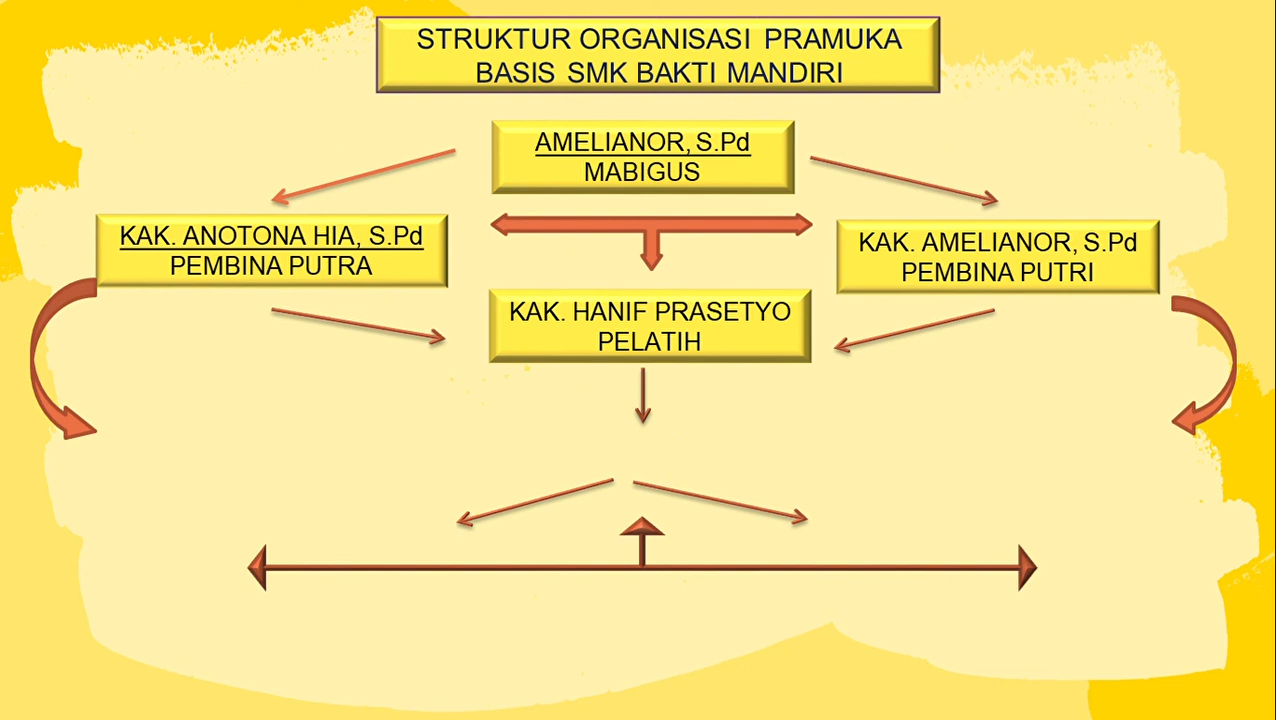 STRUKTUR ORGANISASI PRAMUKA
BASIS SMK BAKTI MANDIRI
AMELIANOR, S.Pd
MABIGUS
KAK. ANOTONA HIA, S.Pd
PEMBINA PUTRA
KAK. AMELIANOR, S.Pd
PEMBINA PUTRI
KAK. HANIF PRASETYO
PELATIH